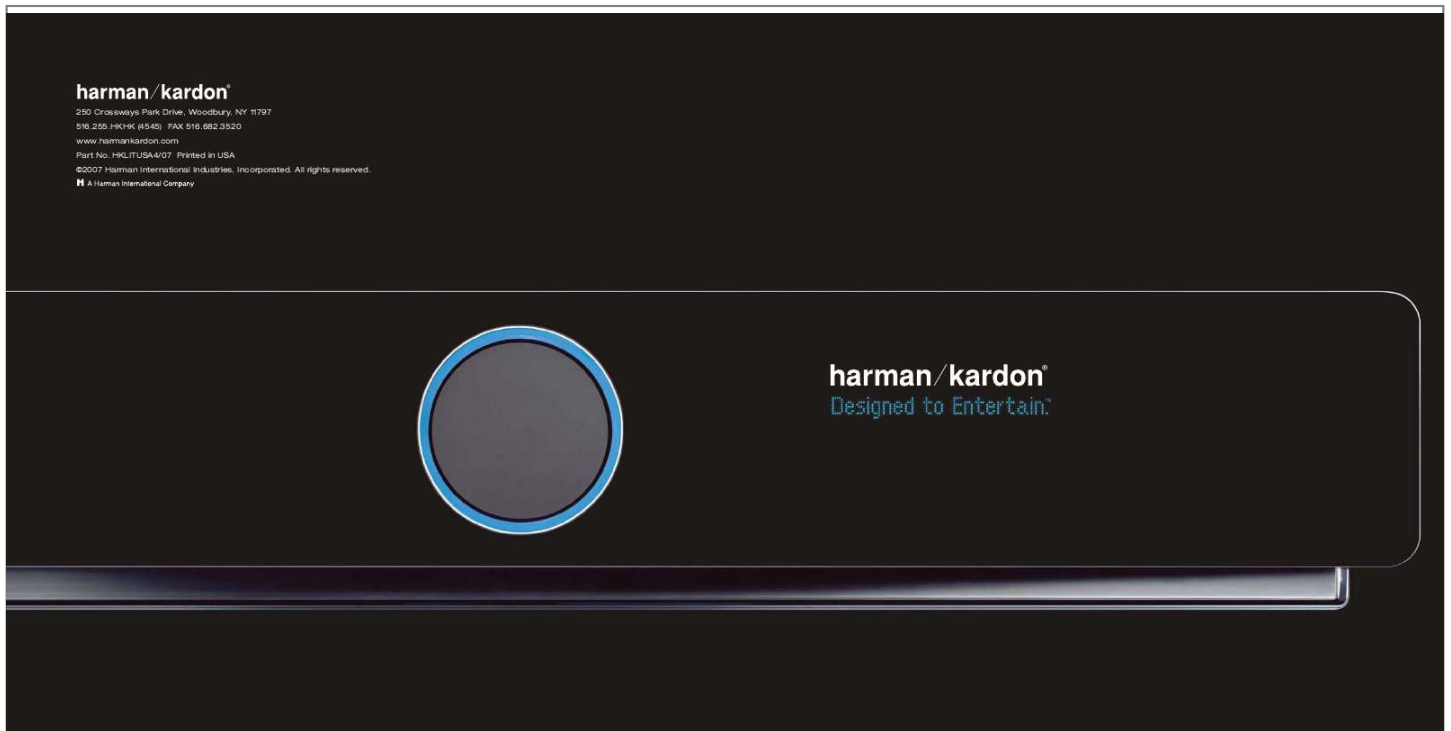 harman/kardon®
250 Crossways Park Drive, Woodbury, NY 11797
516.255.HKHK (4545) FAX 516.682.3520
www.harmankardon.com
Part No. HKLITUSA4/07 Printed in USA
©2007 Harman International Industries, Incorporated. All rights reserved.
H A Harman International Company
harman/kardon®
Designed to Entertain.™